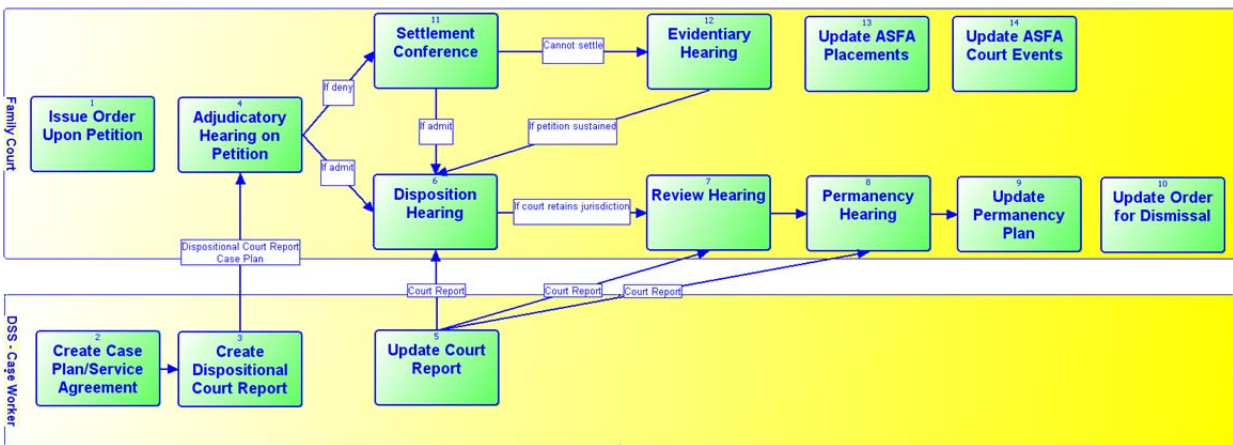 Family Court
1
Issue Order
Upon Petition
4
Adjudicatory
Hearing on
Petition
If deny
If admit
11
Settlement
Conference
Cannot settle
12
Evidentiary
Hearing
13
Update ASFA
Placements
14
Update ASFA
Court Events
If admit
If petition sustained
6
Disposition
Hearing
If court retains jurisdiction
7
Review Hearing
8
Permanency
Hearing
9
Update
Permanency
Plan
10
Update Order
for Dismissal
Dispositional Court Report
Case Plan
Court Report
Court Report
Court Report
DSS - Case Worker
2
Create Case
Plan/Service
Agreement
3
Create
Dispositional
Court Report
5
Update Court
Report